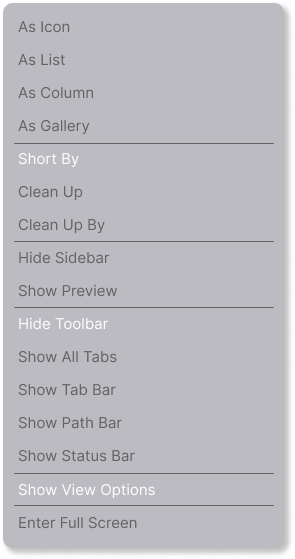 As Icon
As List
As Column
As Gallery
Short By
Clean Up
Clean Up By
Hide Sidebar
Show Preview
Hide Toolbar
Show All Tabs
Show Tab Bar
Show Path Bar
Show Status Bar
Show View Options
Enter Full Screen